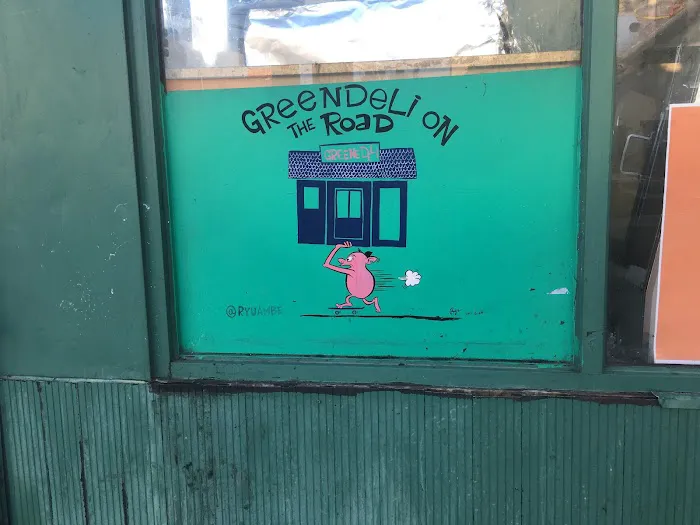 GREENDELI ON
THE ROAD
@RYUAMBE